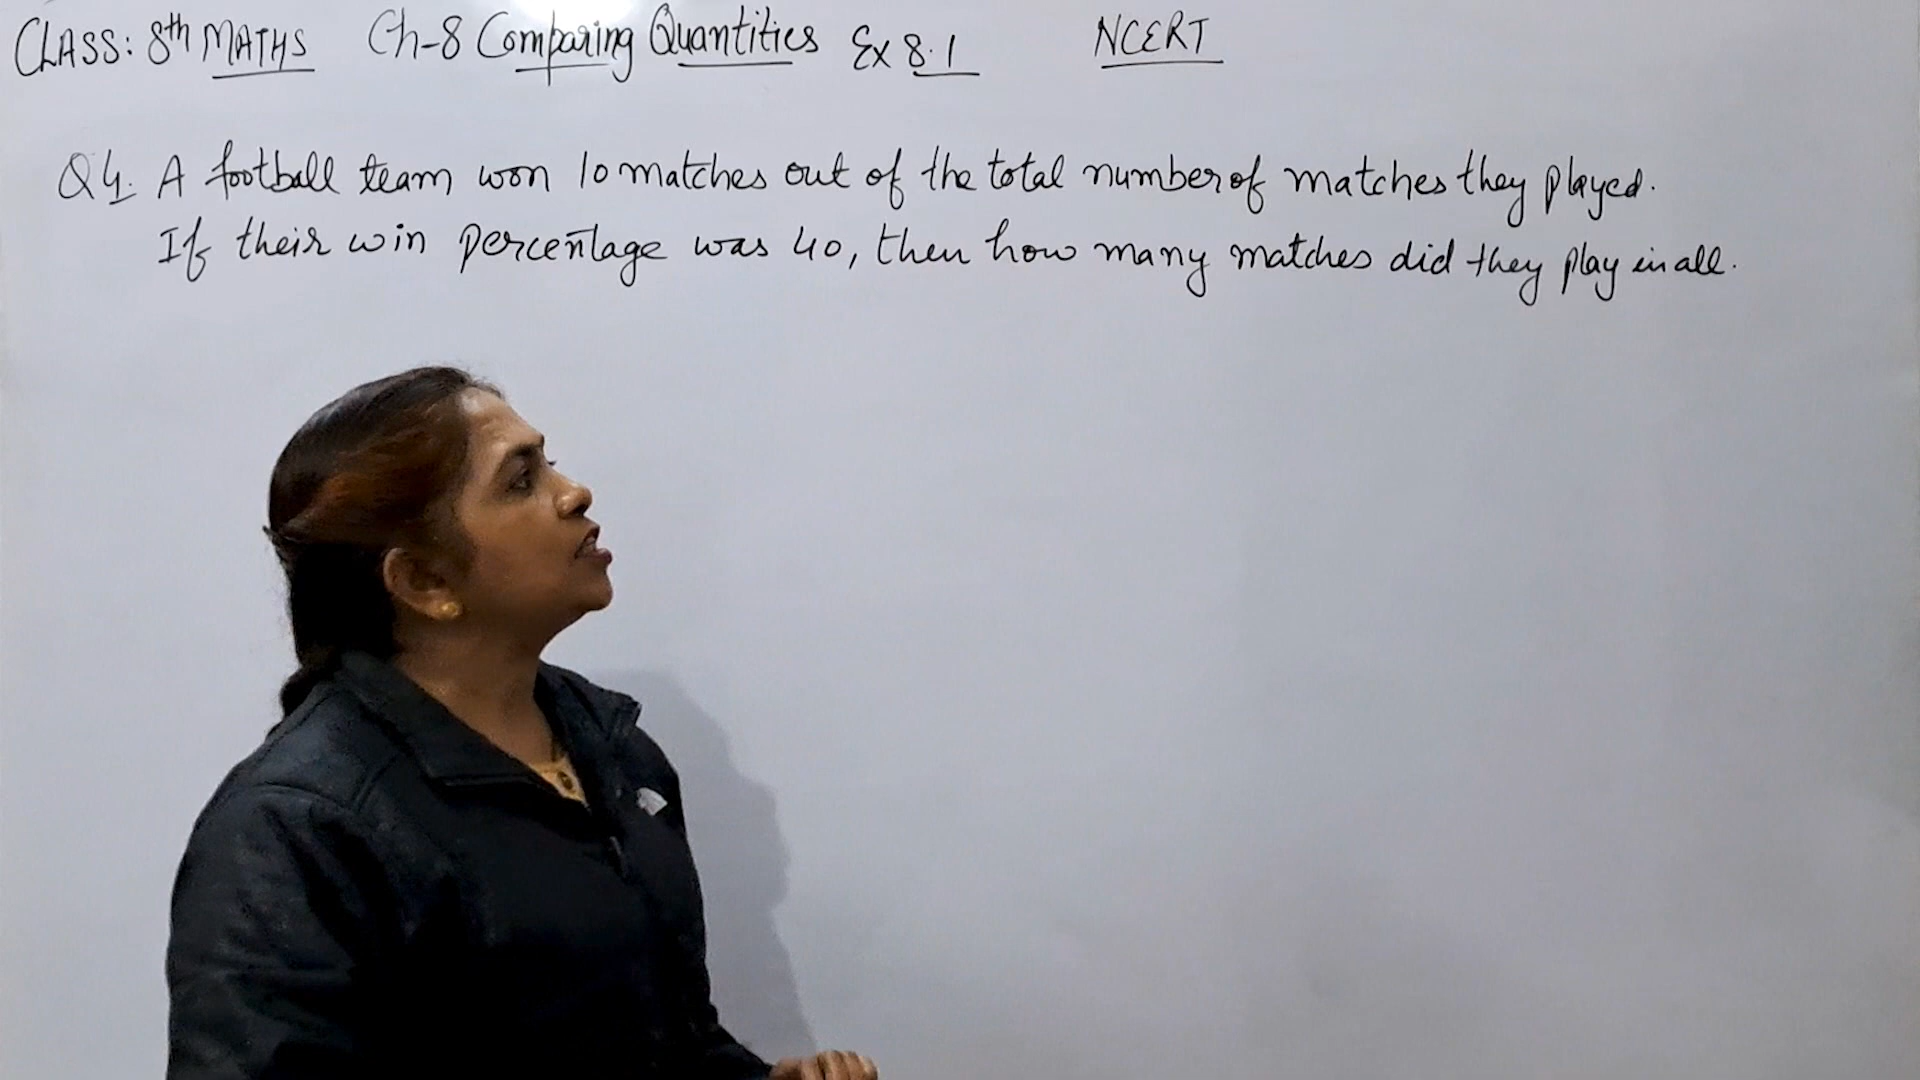 CLASS: 8th MATHS Ch-8 Comparing Quantities Ex 8.1 NCERT
Q4. A football team won 10 matches out of the total number of matches they played.
If their win percentage was 40, then how many matches did they play in all.